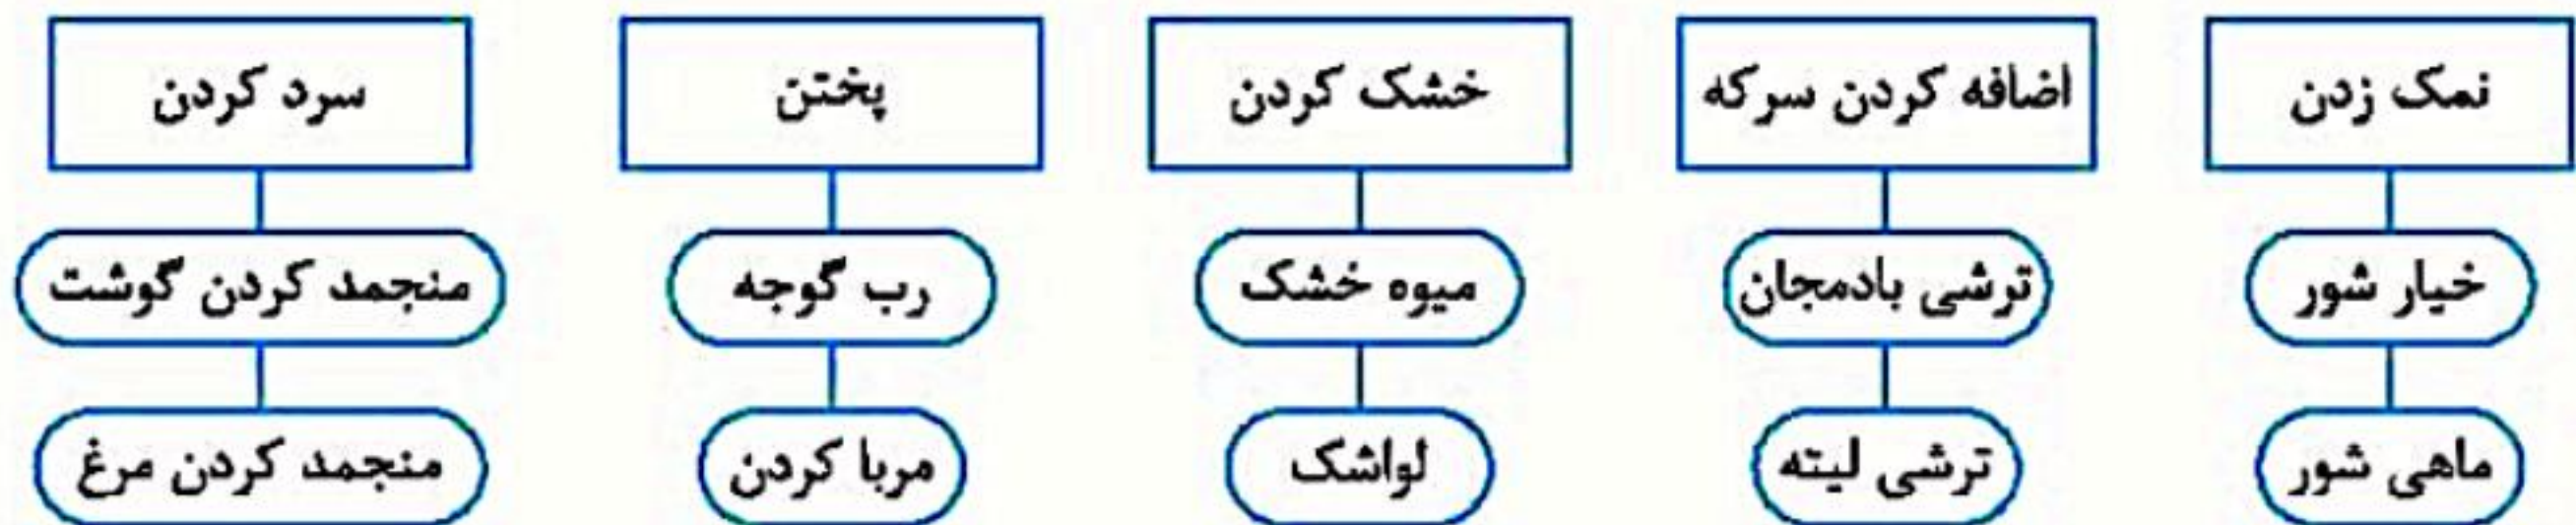 نمک زدن
اضافه کردن سرکه
خشک کردن
پختن
سرد کردن
خیار شور
ترشی بادمجان
میوه خشک
رب گوجه
منجمد کردن گوشت
ماهی شور
ترشی لیته
لواشک
مربا کردن
منجمد کردن مرغ